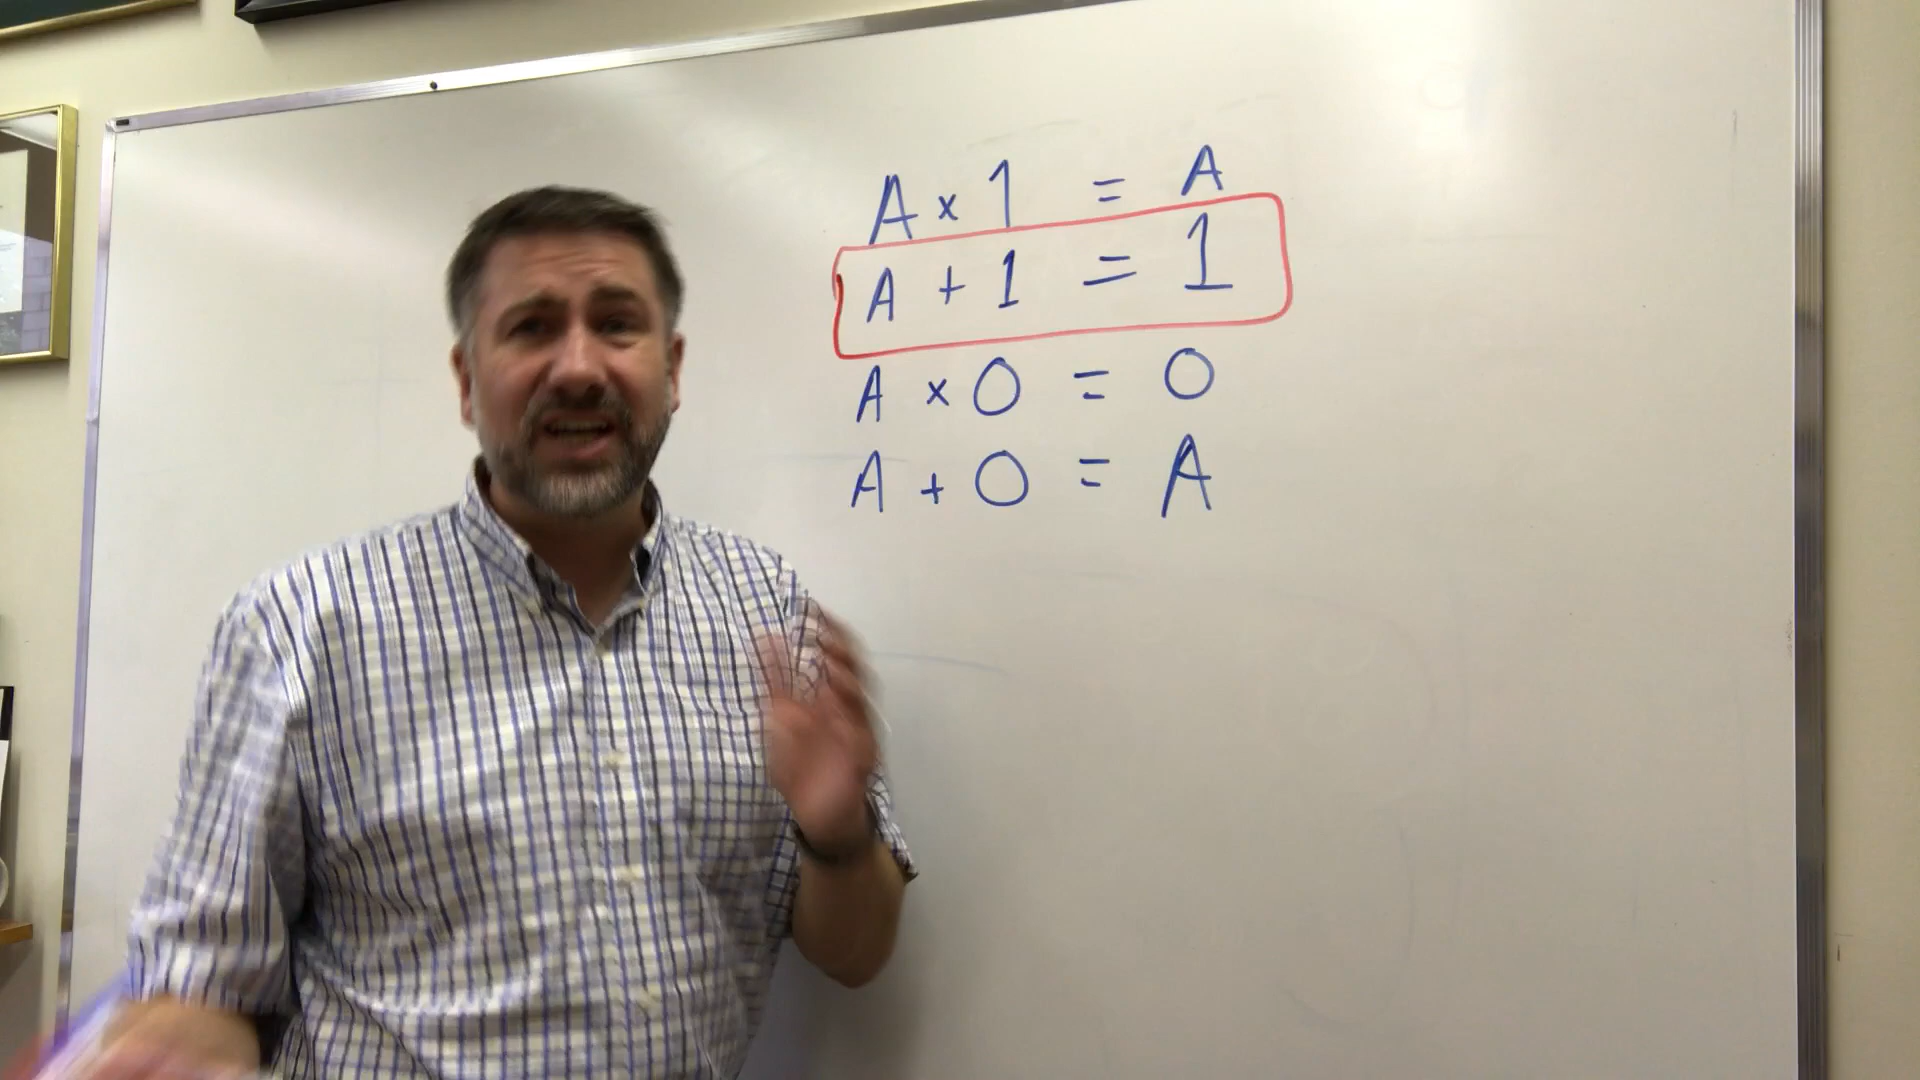 A × 1 = A
A + 1 = 1
A × 0 = 0
A + 0 = A